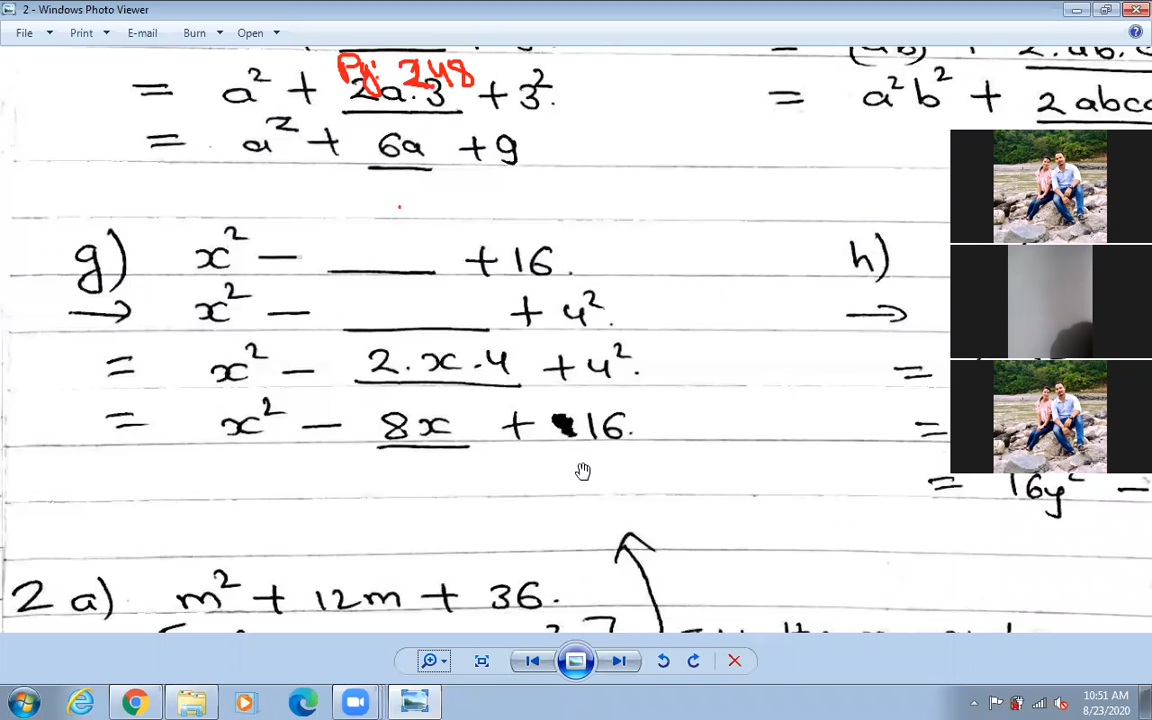 2 - Windows Photo Viewer
File Print E-mail Burn Open
Pg: 248
= a² + 2a.3 + 3².
= a² + 6a + 9
= a²b² + 2abc
g) x² - ____ + 16.
→ x² - ____ + 4².
= x² - 2.x.4 + 4².
= x² - 8x + 16.
h)
→
=
=
= 16y² -
2 a) m² + 12m + 36.
10:51 AM
8/23/2020